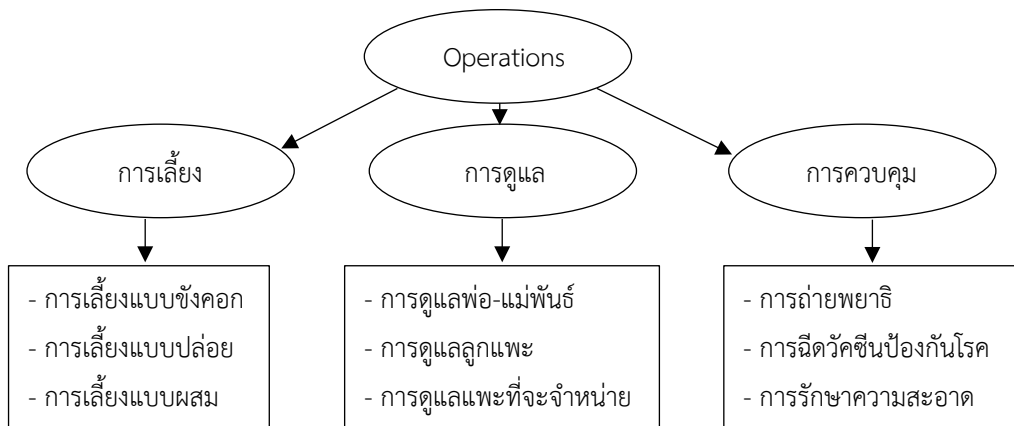 Operations
การเลี้ยง
การดูแล
การควบคุม
- การเลี้ยงแบบขังคอก
- การเลี้ยงแบบปล่อย
- การเลี้ยงแบบผสม
- การดูแลพ่อ-แม่พันธ์
- การดูแลลูกแพะ
- การดูแลแพะที่จะจำหน่าย
- การถ่ายพยาธิ
- การฉีดวัคซีนป้องกันโรค
- การรักษาความสะอาด